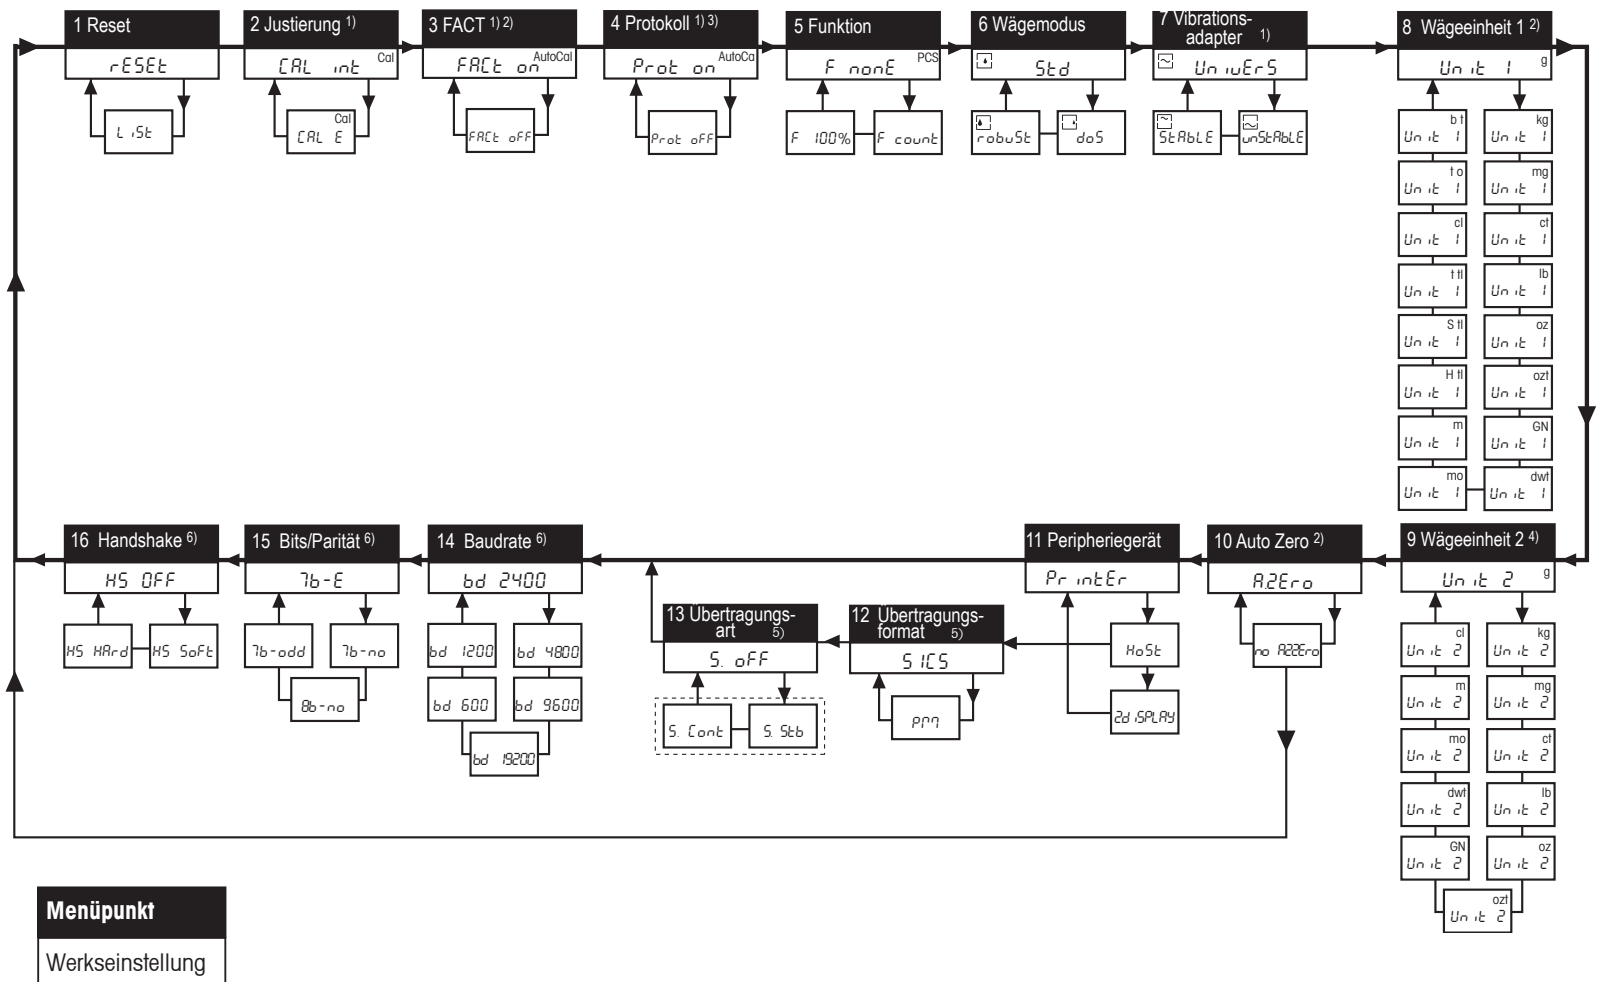 1 Reset
rESEt
L iSt
2 Justierung 1)
Cal
CAL int
Cal
CAL E
3 FACT 1) 2)
AutoCal
FACt on
FACt oFF
4 Protokoll 1) 3)
AutoCa
Prot on
Prot oFF
5 Funktion
PCS
F nonE
F 100%
F count
6 Wägemodus
Std
robuSt
doS
7 Vibrations-
adapter 1)
UnivErS
StAbLE
unStAbLE
8 Wägeeinheit 1 2)
g
Unit 1
b t
Unit 1
kg
Unit 1
t o
Unit 1
mg
Unit 1
cl
Unit 1
ct
Unit 1
t tl
Unit 1
lb
Unit 1
S tl
Unit 1
oz
Unit 1
H tl
Unit 1
ozt
Unit 1
m
Unit 1
GN
Unit 1
mo
Unit 1
dwt
Unit 1
9 Wägeeinheit 2 4)
g
Unit 2
cl
Unit 2
kg
Unit 2
m
Unit 2
mg
Unit 2
mo
Unit 2
ct
Unit 2
dwt
Unit 2
lb
Unit 2
GN
Unit 2
oz
Unit 2
ozt
Unit 2
10 Auto Zero 2)
A.ZEro
no A.ZEro
11 Peripheriegerät
PrintEr
HoSt
2.diSPLAY
12 Übertragungs-
format 5)
SICS
PM
13 Übertragungs-
art 5)
S. oFF
S. Cont
S. Stb
14 Baudrate 6)
bd 2400
bd 1200
bd 4800
bd 600
bd 9600
bd 19200
15 Bits/Parität 6)
7b-E
7b-odd
7b-no
8b-no
16 Handshake 6)
HS OFF
HS HArd
HS SoFt
Menüpunkt
Werkseinstellung